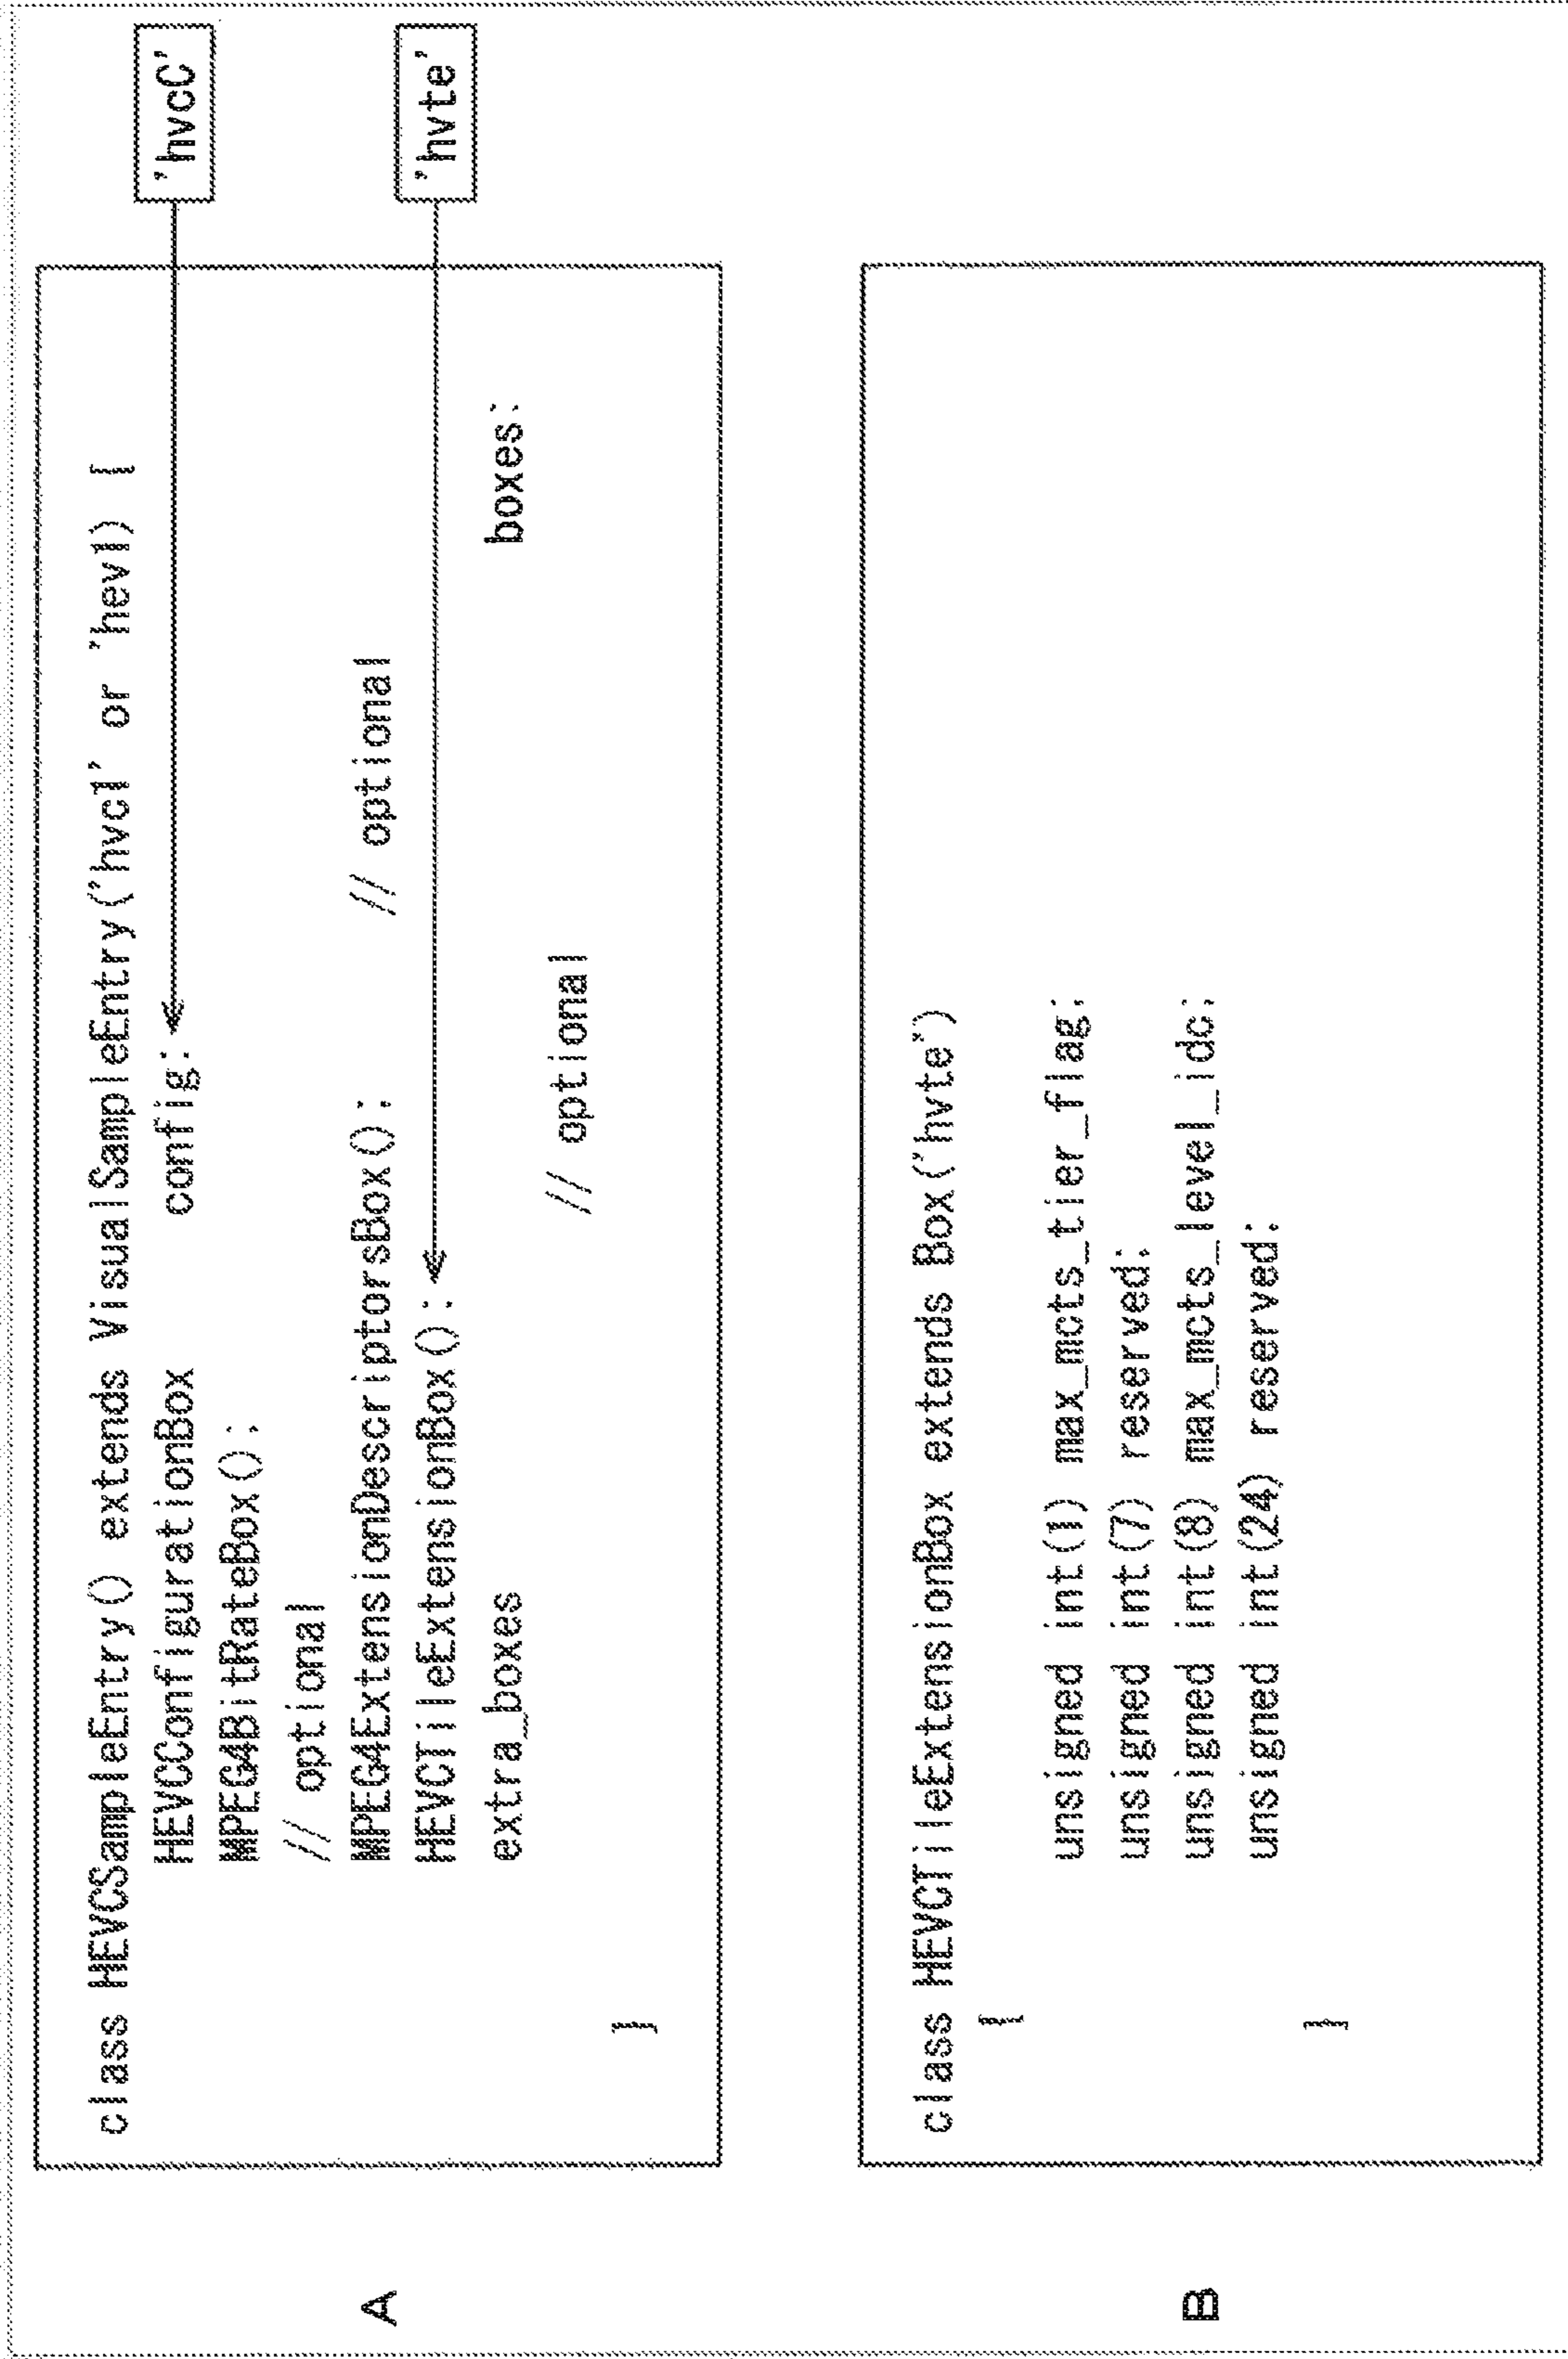 A
class HEVCSampleEntry() extends VisualSampleEntry('hvc1' or 'hev1) {
HEVCConfigurationBox config; 'hvcC'
MPEG4BitRateBox();
// optional
MPEG4ExtensionDescriptorsBox(); // optional
HEVCTileExtensionBox(); 'hvte'
extra_boxes boxes;
// optional
}
B
class HEVCTileExtensionBox extends Box('hvte')
{
unsigned int(1) max_mcts_tier_flag;
unsigned int(7) reserved;
unsigned int(8) max_mcts_level_idc;
unsigned int(24) reserved;
}